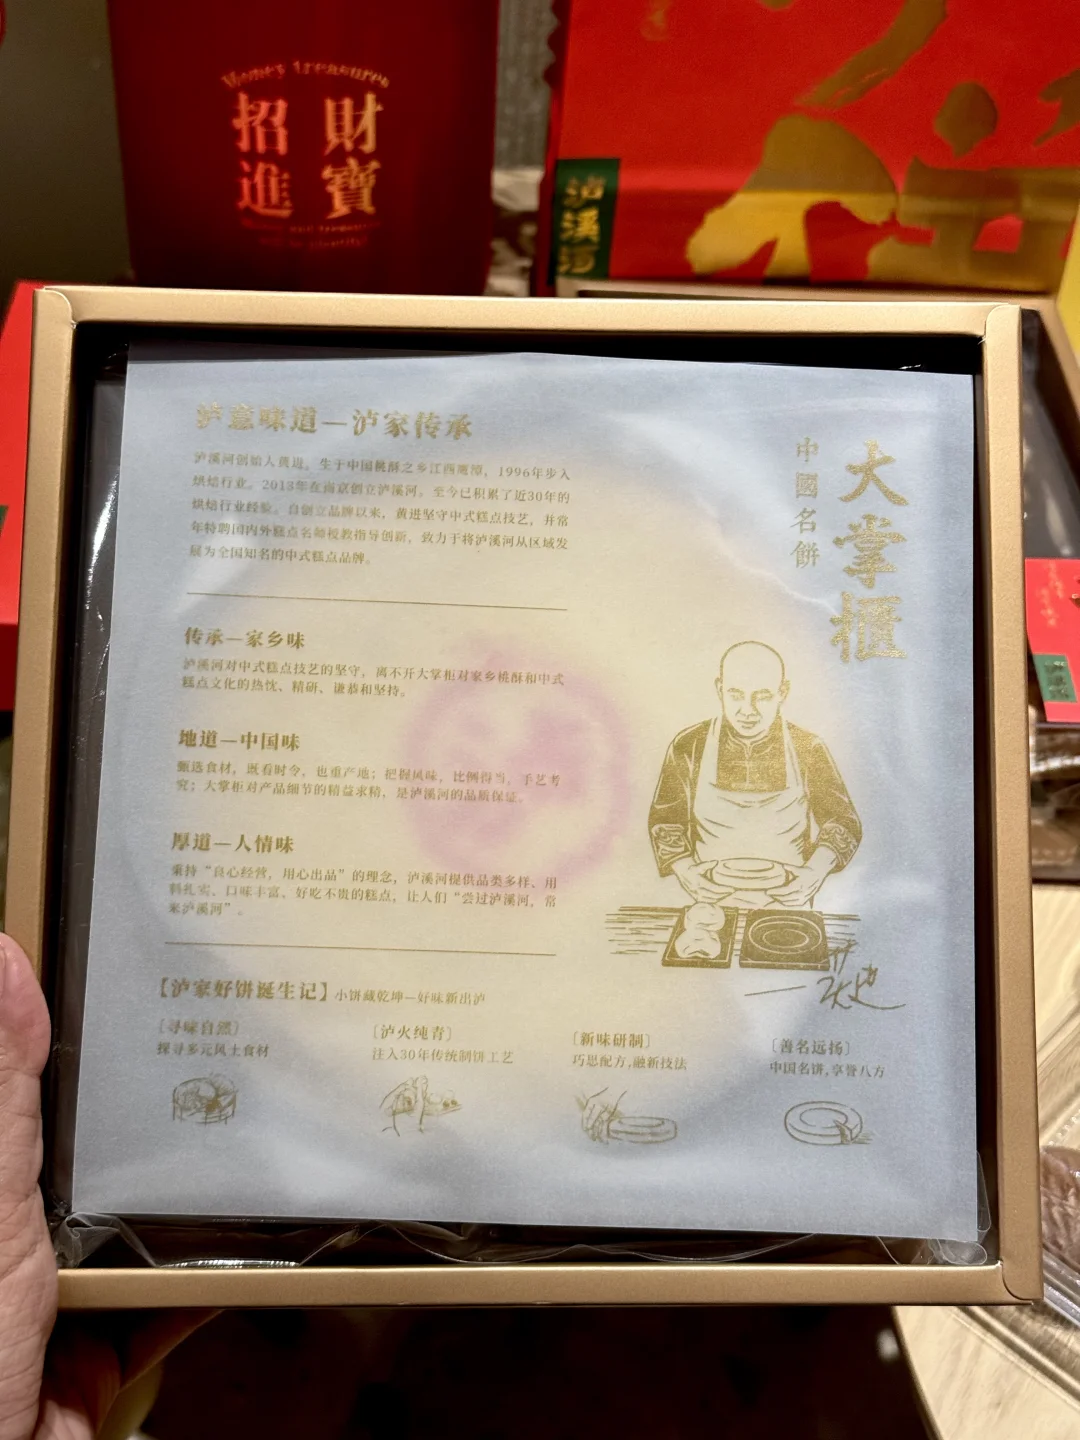 Money treasures
招 財
進 寶
泸溪河
泸意味道—泸家传承
泸溪河创始人黄进，生于中国桃酥之乡江西鹰潭，1996年步入
烘焙行业。2013年在南京创立泸溪河。至今已积累了近30年的
烘焙行业经验。自创立品牌以来，黄进坚守中式糕点技艺，并常
年特聘国内外糕点名师授教指导创新，致力于将泸溪河从区域发
展为全国知名的中式糕点品牌。
中國名餅
大掌櫃
传承—家乡味
泸溪河对中式糕点技艺的坚守，离不开大掌柜对家乡桃酥和中式
糕点文化的热忱、精研、谦恭和坚持。
地道—中国味
甄选食材，既看时令，也重产地；把握风味，比例得当。手艺考
究；大掌柜对产品细节的精益求精，是泸溪河的品质保证。
厚道—人情味
秉持“良心经营，用心出品”的理念，泸溪河提供品类多样、用
料扎实、口味丰富、好吃不贵的糕点，让人们“尝过泸溪河，常
来泸溪河”。
【泸家好饼诞生记】小饼藏乾坤—好味新出泸
〔寻味自然〕
探寻多元风土食材
〔泸火纯青〕
注入30年传统制饼工艺
〔新味研制〕
巧思配方，融新技法
〔善名远扬〕
中国名饼，享誉八方